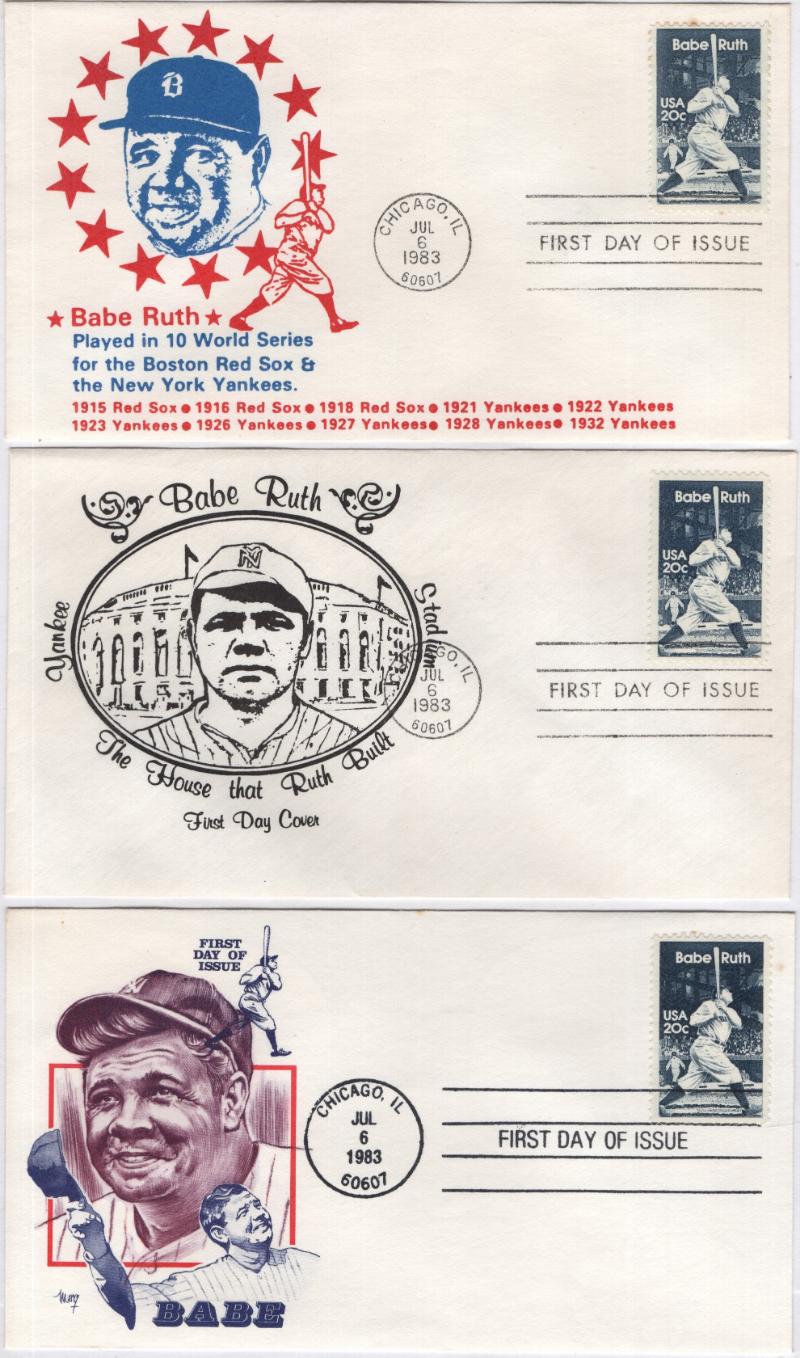 Babe Ruth
USA
20c
B
CHICAGO, IL
JUL
6
1983
60607
FIRST DAY OF ISSUE
★ Babe Ruth ★
Played in 10 World Series
for the Boston Red Sox &
the New York Yankees.
1915 Red Sox ● 1916 Red Sox ● 1918 Red Sox ● 1921 Yankees ● 1922 Yankees
1923 Yankees ● 1926 Yankees ● 1927 Yankees ● 1928 Yankees ● 1932 Yankees
Babe Ruth
Babe Ruth
USA
20c
NY
Yankee
Stadium
CHICAGO, IL
JUL
6
1983
60607
FIRST DAY OF ISSUE
The House that Ruth Built
First Day Cover
FIRST
DAY OF
ISSUE
Babe Ruth
USA
20c
CHICAGO, IL
JUL
6
1983
60607
FIRST DAY OF ISSUE
BABE